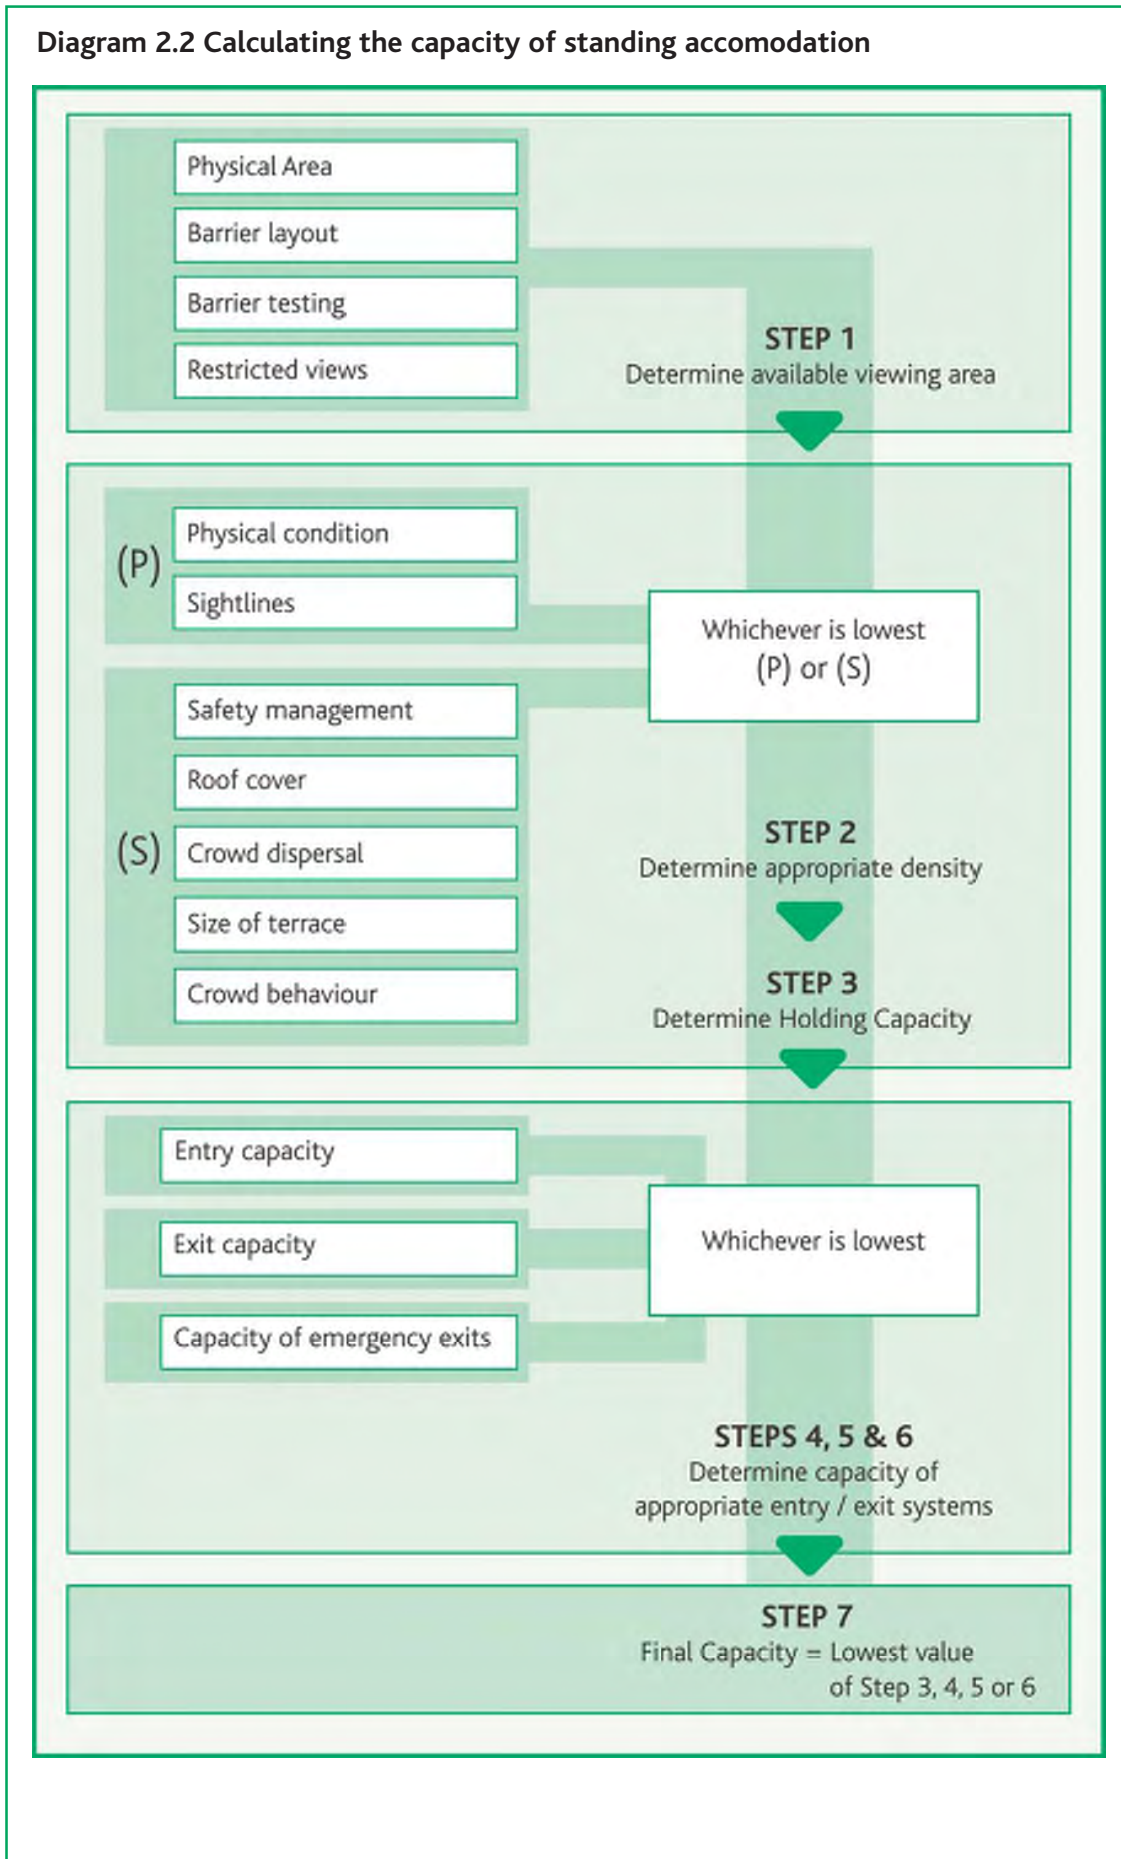 Diagram 2.2 Calculating the capacity of standing accomodation
Physical Area
Barrier layout
Barrier testing
Restricted views
STEP 1
Determine available viewing area
(P)
Physical condition
Sightlines
Whichever is lowest
(P) or (S)
(S)
Safety management
Roof cover
Crowd dispersal
Size of terrace
Crowd behaviour
STEP 2
Determine appropriate density
STEP 3
Determine Holding Capacity
Entry capacity
Exit capacity
Capacity of emergency exits
Whichever is lowest
STEPS 4, 5 & 6
Determine capacity of
appropriate entry / exit systems
STEP 7
Final Capacity = Lowest value
of Step 3, 4, 5 or 6